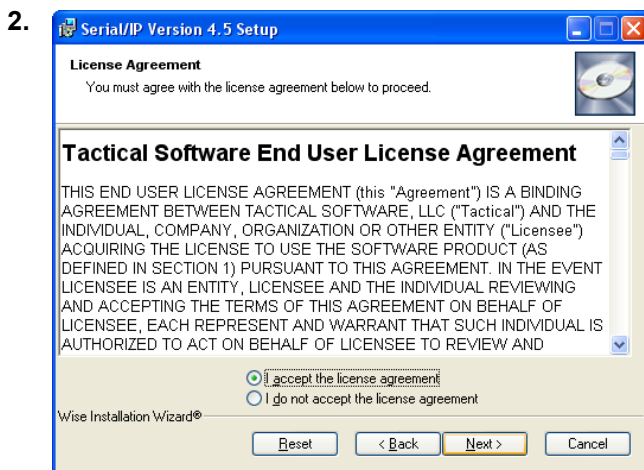 2.
Serial/IP Version 4.5 Setup
License Agreement
You must agree with the license agreement below to proceed.
Tactical Software End User License Agreement
THIS END USER LICENSE AGREEMENT (this "Agreement") IS A BINDING
AGREEMENT BETWEEN TACTICAL SOFTWARE, LLC ("Tactical") AND THE
INDIVIDUAL, COMPANY, ORGANIZATION OR OTHER ENTITY ("Licensee")
ACQUIRING THE LICENSE TO USE THE SOFTWARE PRODUCT (AS
DEFINED IN SECTION 1) PURSUANT TO THIS AGREEMENT. IN THE EVENT
LICENSEE IS AN ENTITY, LICENSEE AND THE INDIVIDUAL REVIEWING
AND ACCEPTING THE TERMS OF THIS AGREEMENT ON BEHALF OF
LICENSEE, EACH REPRESENT AND WARRANT THAT SUCH INDIVIDUAL IS
AUTHORIZED TO ACT ON BEHALF OF LICENSEE TO REVIEW AND
I accept the license agreement
I do not accept the license agreement
Wise Installation Wizard®
Reset < Back Next > Cancel